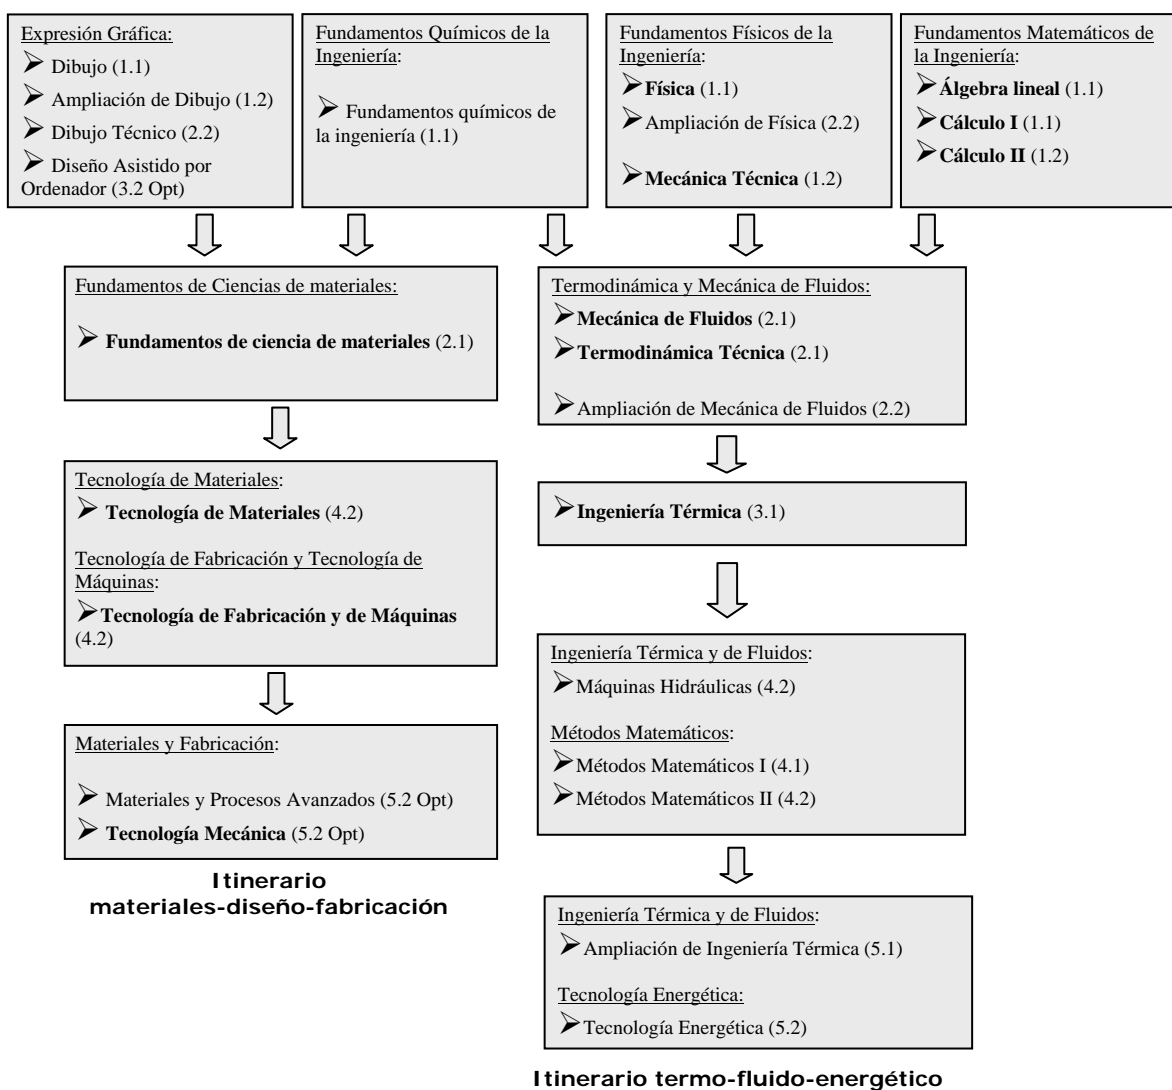 Expresión Gráfica:
➢ Dibujo (1.1)
➢ Ampliación de Dibujo (1.2)
➢ Dibujo Técnico (2.2)
➢ Diseño Asistido por
Ordenador (3.2 Opt)
Fundamentos Químicos de la
Ingeniería:
➢ Fundamentos químicos de
la ingeniería (1.1)
Fundamentos Físicos de la
Ingeniería:
➢ Física (1.1)
➢ Ampliación de Física (2.2)
➢ Mecánica Técnica (1.2)
Fundamentos Matemáticos de
la Ingeniería:
➢ Álgebra lineal (1.1)
➢ Cálculo I (1.1)
➢ Cálculo II (1.2)
Fundamentos de Ciencias de materiales:
➢ Fundamentos de ciencia de materiales (2.1)
Termodinámica y Mecánica de Fluidos:
➢ Mecánica de Fluidos (2.1)
➢ Termodinámica Técnica (2.1)
➢ Ampliación de Mecánica de Fluidos (2.2)
Tecnología de Materiales:
➢ Tecnología de Materiales (4.2)
Tecnología de Fabricación y Tecnología de
Máquinas:
➢ Tecnología de Fabricación y de Máquinas
(4.2)
➢ Ingeniería Térmica (3.1)
Ingeniería Térmica y de Fluidos:
➢ Máquinas Hidráulicas (4.2)
Métodos Matemáticos:
➢ Métodos Matemáticos I (4.1)
➢ Métodos Matemáticos II (4.2)
Materiales y Fabricación:
➢ Materiales y Procesos Avanzados (5.2 Opt)
➢ Tecnología Mecánica (5.2 Opt)
Itinerario
materiales-diseño-fabricación
Ingeniería Térmica y de Fluidos:
➢ Ampliación de Ingeniería Térmica (5.1)
Tecnología Energética:
➢ Tecnología Energética (5.2)
Itinerario termo-fluido-energético